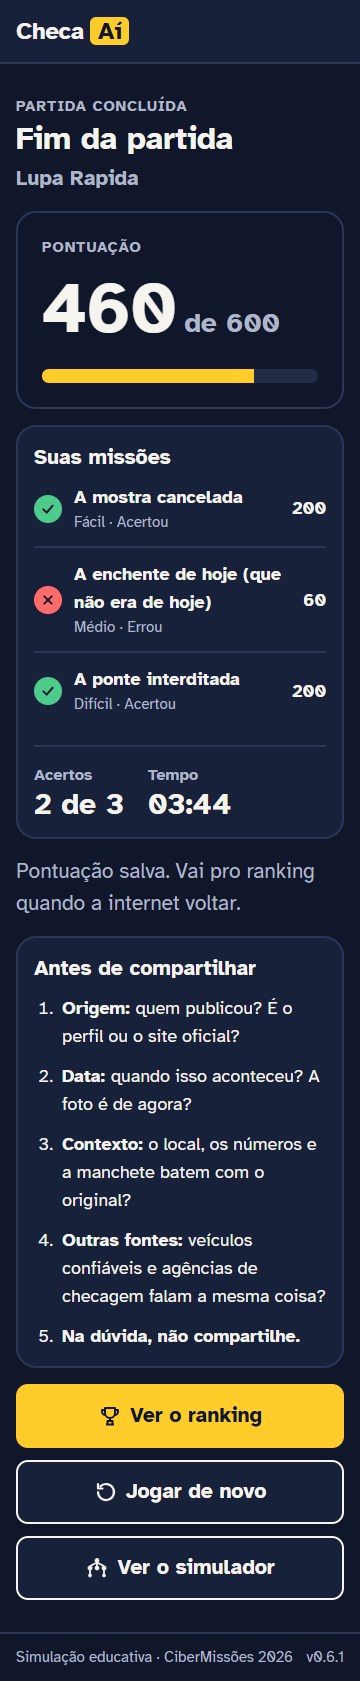 Checa Aí
PARTIDA CONCLUÍDA
Fim da partida
Lupa Rapida
PONTUAÇÃO
460 de 600
Suas missões
A mostra cancelada
Fácil · Acertou
200
A enchente de hoje (que
não era de hoje)
Médio · Errou
60
A ponte interditada
Difícil · Acertou
200
Acertos
2 de 3
Tempo
03:44
Pontuação salva. Vai pro ranking
quando a internet voltar.
Antes de compartilhar
1. Origem: quem publicou? É o
perfil ou o site oficial?
2. Data: quando isso aconteceu? A
foto é de agora?
3. Contexto: o local, os números e
a manchete batem com o
original?
4. Outras fontes: veículos
confiáveis e agências de
checagem falam a mesma coisa?
5. Na dúvida, não compartilhe.
Ver o ranking
Jogar de novo
Ver o simulador
Simulação educativa · CiberMissões 2026 v0.6.1